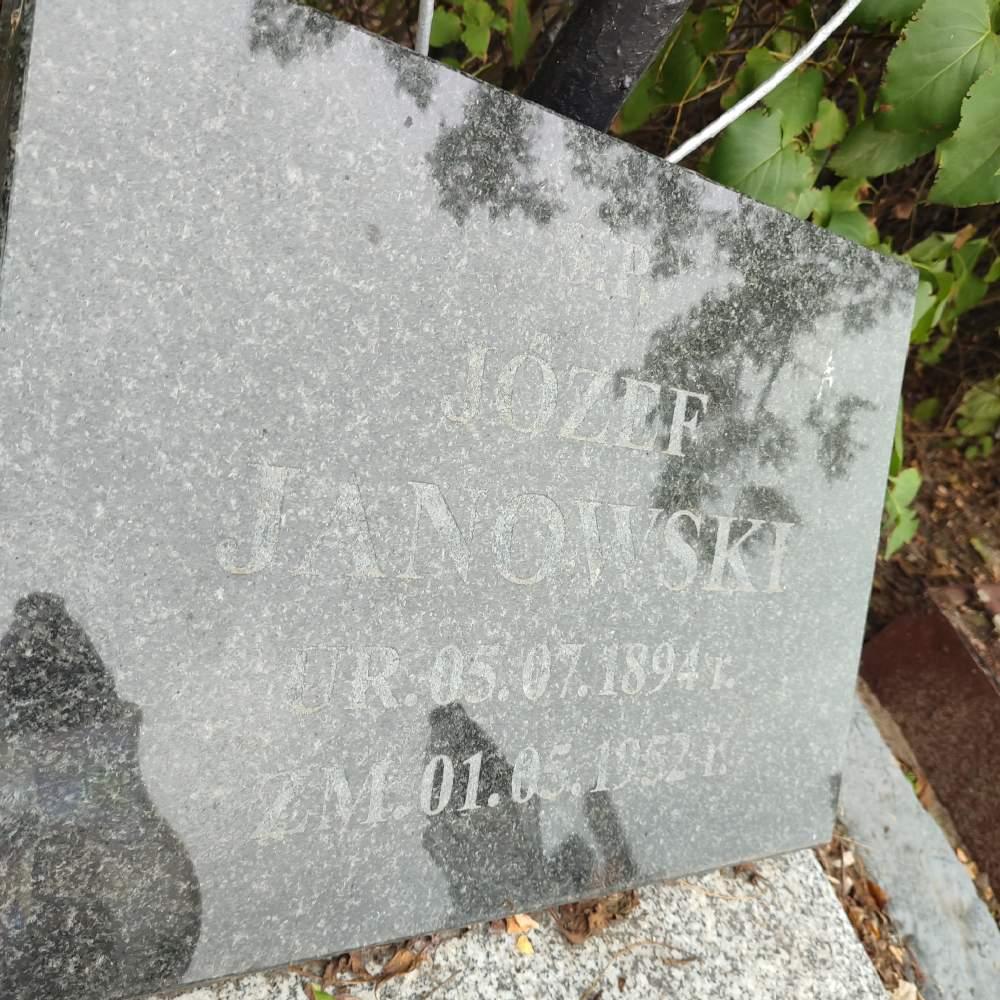 Ś.P.
JÓZEF
JANOWSKI
UR. 05.07.1894 r.
ZM. 01.05.1952 r.